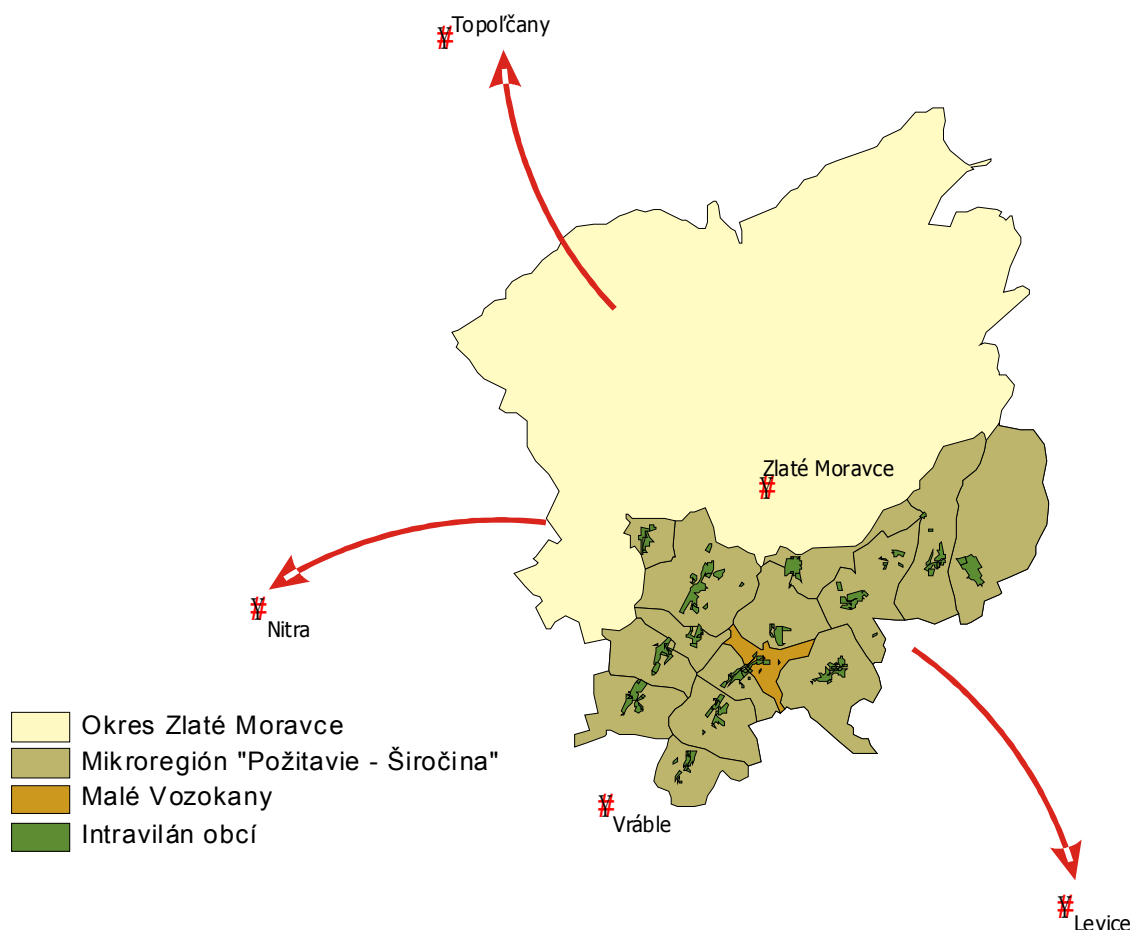 Topoľčany
Zlaté Moravce
Nitra
Okres Zlaté Moravce
Mikroregión "Požitavie - Širočina"
Malé Vozokany
Intravilán obcí
Vráble
Levice